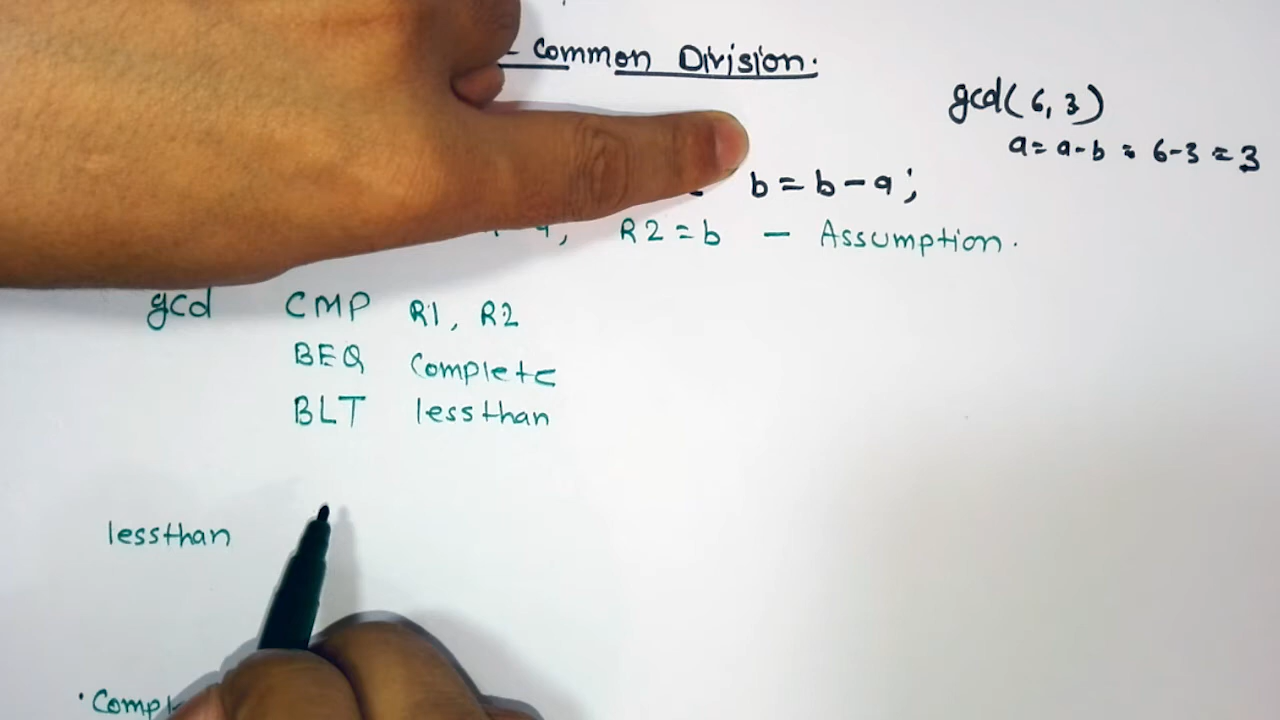 - Common Division.
gcd(6, 3)
a = a-b = 6-3 = 3
b = b - a ;
R2 = b - Assumption.
gcd CMP R1, R2
BEQ Complete
BLT lessthan
lessthan